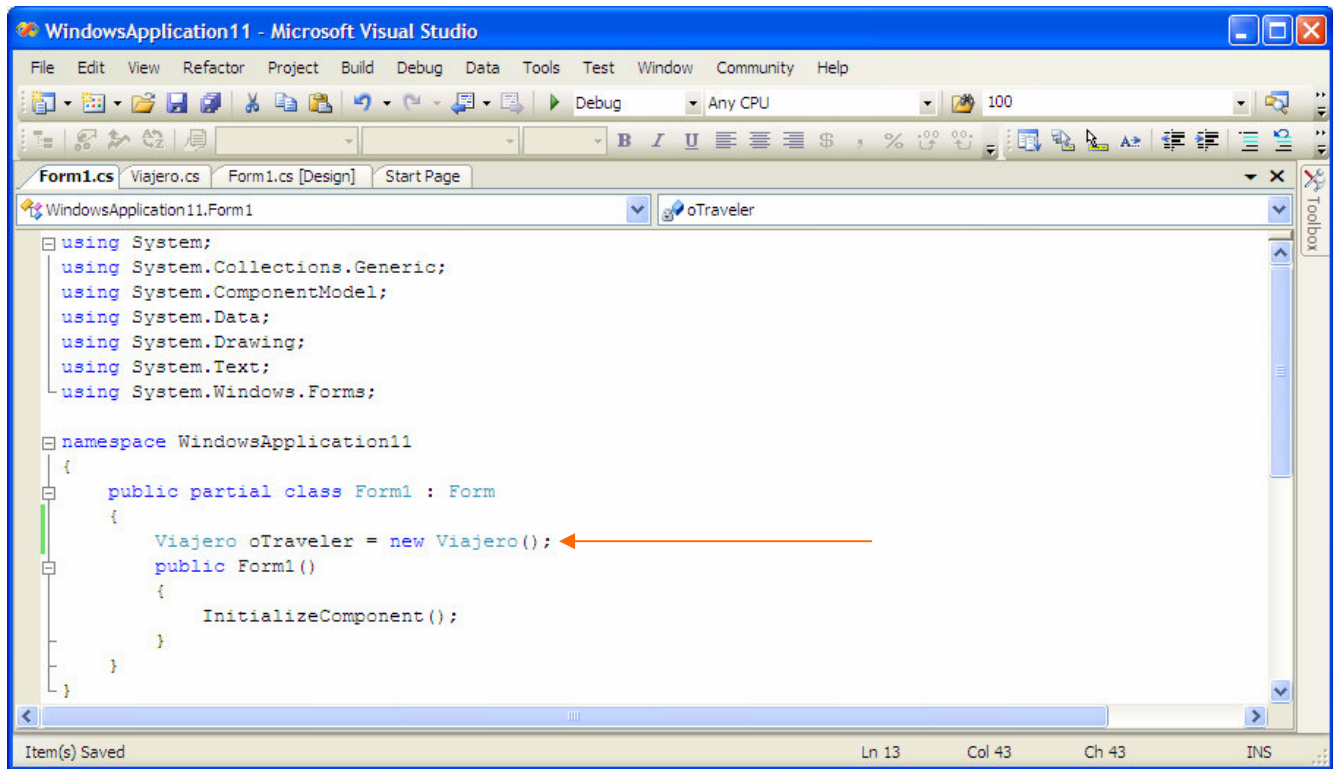 WindowsApplication11 - Microsoft Visual Studio
File Edit View Refactor Project Build Debug Data Tools Test Window Community Help
Debug Any CPU 100
B I U $ , %
Form1.cs Viajero.cs Form1.cs [Design] Start Page
WindowsApplication11.Form1 oTraveler
Toolbox
using System;
using System.Collections.Generic;
using System.ComponentModel;
using System.Data;
using System.Drawing;
using System.Text;
using System.Windows.Forms;
namespace WindowsApplication11
{
public partial class Form1 : Form
{
Viajero oTraveler = new Viajero();
public Form1()
{
InitializeComponent();
}
}
}
Item(s) Saved Ln 13 Col 43 Ch 43 INS